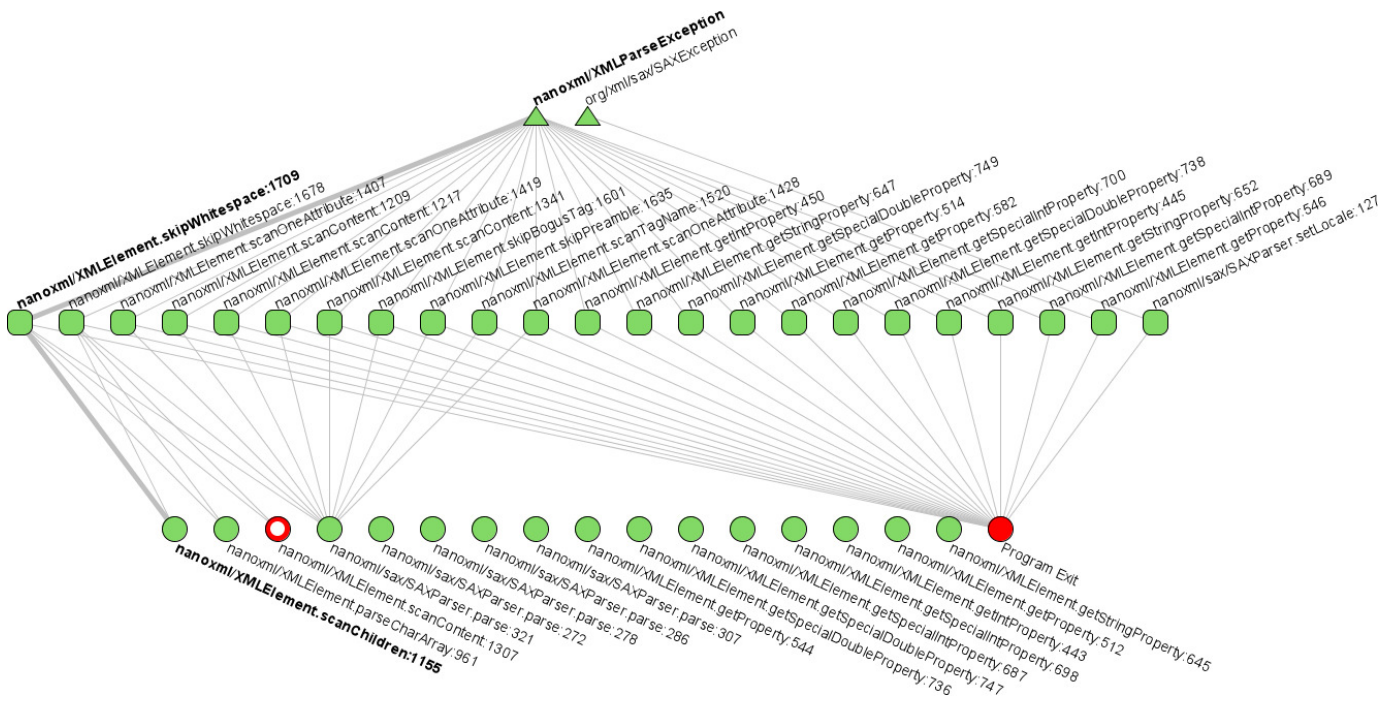 nanoxml/XMLParseException
org/xml/sax/SAXException
nanoxml/XMLElement.skipWhitespace:1709
nanoxml/XMLElement.skipWhitespace:1678
nanoxml/XMLElement.scanOneAttribute:1407
nanoxml/XMLElement.scanContent:1209
nanoxml/XMLElement.scanContent:1217
nanoxml/XMLElement.scanOneAttribute:1419
nanoxml/XMLElement.scanContent:1341
nanoxml/XMLElement.skipBogusTag:1601
nanoxml/XMLElement.skipPreamble:1635
nanoxml/XMLElement.scanTagName:1520
nanoxml/XMLElement.scanOneAttribute:1428
nanoxml/XMLElement.getIntProperty:450
nanoxml/XMLElement.getStringProperty:647
nanoxml/XMLElement.getSpecialDoubleProperty:749
nanoxml/XMLElement.getProperty:514
nanoxml/XMLElement.getProperty:582
nanoxml/XMLElement.getSpecialIntProperty:700
nanoxml/XMLElement.getSpecialDoubleProperty:738
nanoxml/XMLElement.getIntProperty:445
nanoxml/XMLElement.getStringProperty:652
nanoxml/XMLElement.getSpecialIntProperty:689
nanoxml/XMLElement.getProperty:546
nanoxml/sax/SAXParser.setLocale:127
nanoxml/XMLElement.scanChildren:1155
nanoxml/XMLElement.parseCharArray:961
nanoxml/XMLElement.scanContent:1307
nanoxml/sax/SAXParser.parse:321
nanoxml/sax/SAXParser.parse:272
nanoxml/sax/SAXParser.parse:278
nanoxml/sax/SAXParser.parse:286
nanoxml/sax/SAXParser.parse:307
nanoxml/XMLElement.getProperty:544
nanoxml/XMLElement.getSpecialDoubleProperty:736
nanoxml/XMLElement.getSpecialDoubleProperty:747
nanoxml/XMLElement.getSpecialIntProperty:687
nanoxml/XMLElement.getSpecialIntProperty:698
nanoxml/XMLElement.getIntProperty:443
nanoxml/XMLElement.getProperty:512
nanoxml/XMLElement.getStringProperty:645
Program Exit